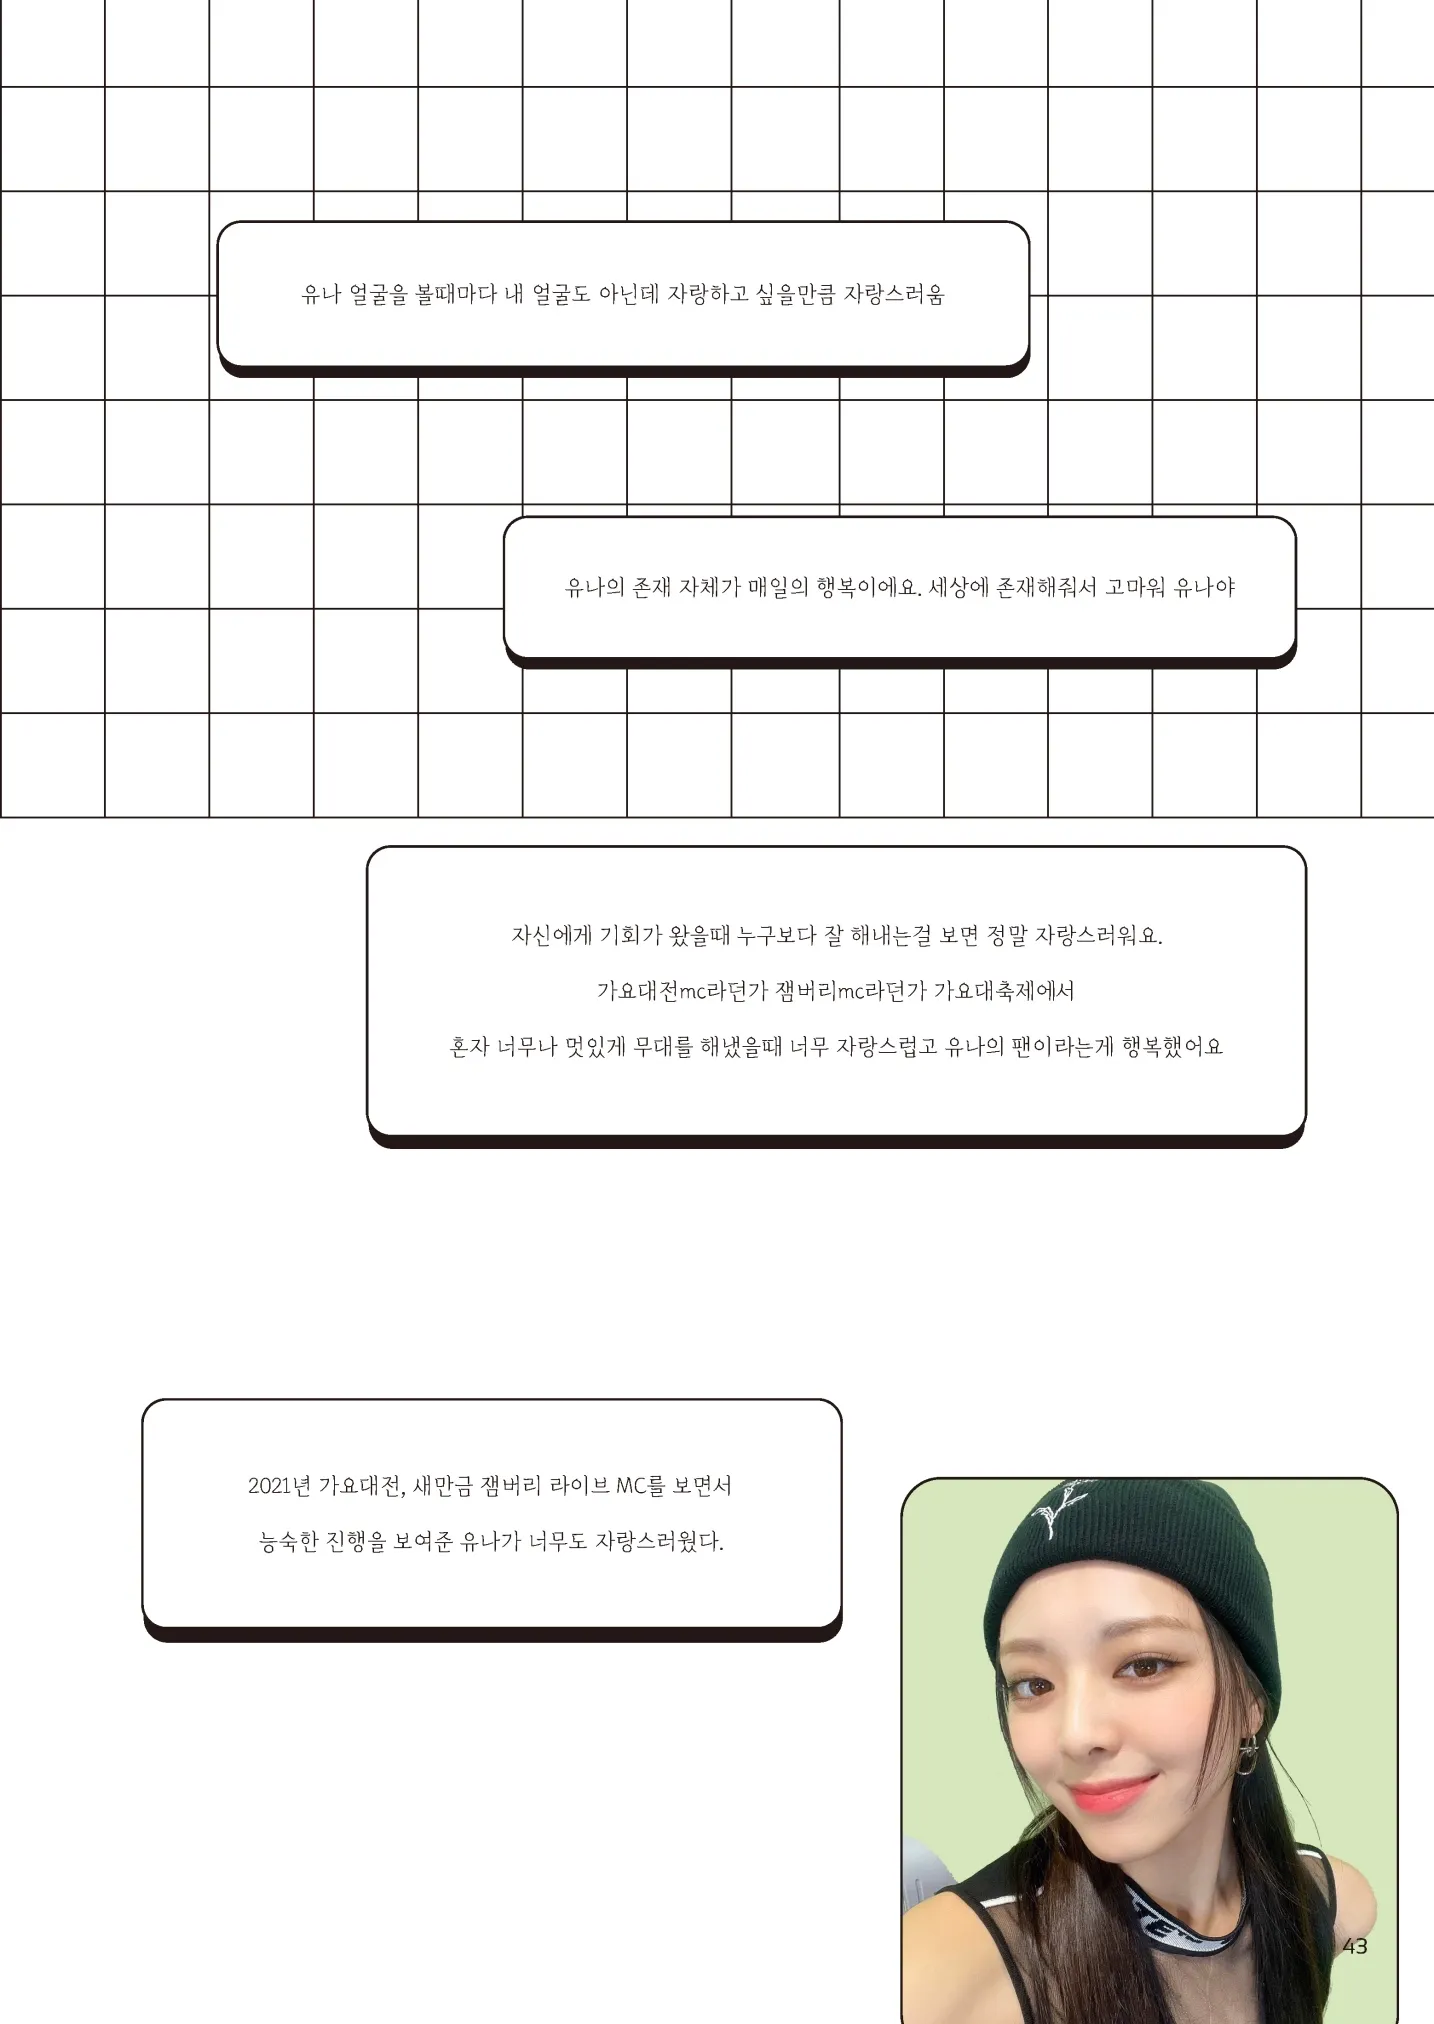 유나 얼굴을 볼때마다 내 얼굴도 아닌데 자랑하고 싶을만큼 자랑스러움
유나의 존재 자체가 매일의 행복이에요. 세상에 존재해줘서 고마워 유나야
자신에게 기회가 왔을때 누구보다 잘 해내는걸 보면 정말 자랑스러워요.
가요대전mc라던가 잼버리mc라던가 가요대축제에서
혼자 너무나 멋있게 무대를 해냈을때 너무 자랑스럽고 유나의 팬이라는게 행복했어요
2021년 가요대전, 새만금 잼버리 라이브 MC를 보면서
능숙한 진행을 보여준 유나가 너무도 자랑스러웠다.
43